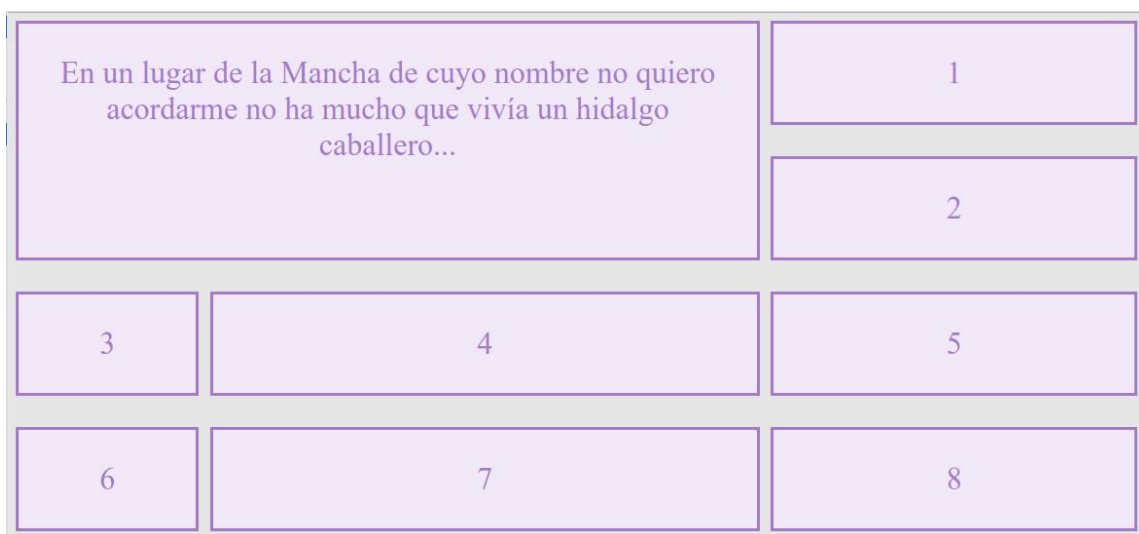 En un lugar de la Mancha de cuyo nombre no quiero
acordarme no ha mucho que vivía un hidalgo
caballero...
1
2
3
4
5
6
7
8